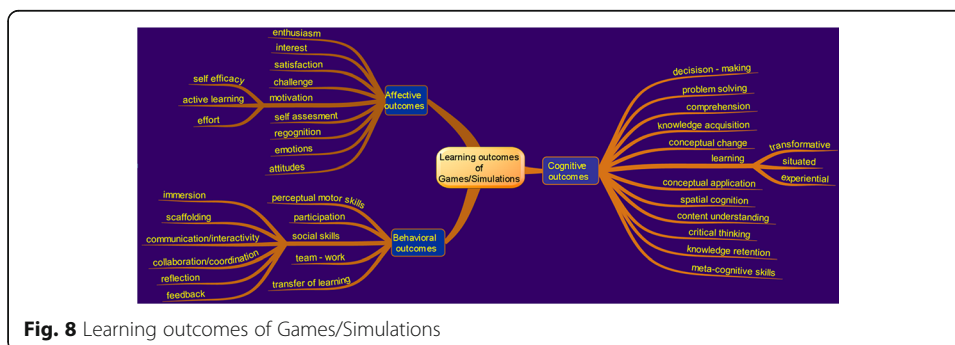 enthusiasm
interest
satisfaction
challenge
motivation
self assesment
regognition
emotions
attitudes
self efficacy
active learning
effort
Affective
outcomes
Learning outcomes
of
Games/Simulations
Cognitive
outcomes
decisison - making
problem solving
comprehension
knowledge acquisition
conceptual change
learning
transformative
situated
experiential
conceptual application
spatial cognition
content understanding
critical thinking
knowledge retention
meta-cognitive skills
Behavioral
outcomes
perceptual motor skills
participation
social skills
team - work
transfer of learning
immersion
scaffolding
communication/interactivity
collaboration/coordination
reflection
feedback
Fig. 8 Learning outcomes of Games/Simulations